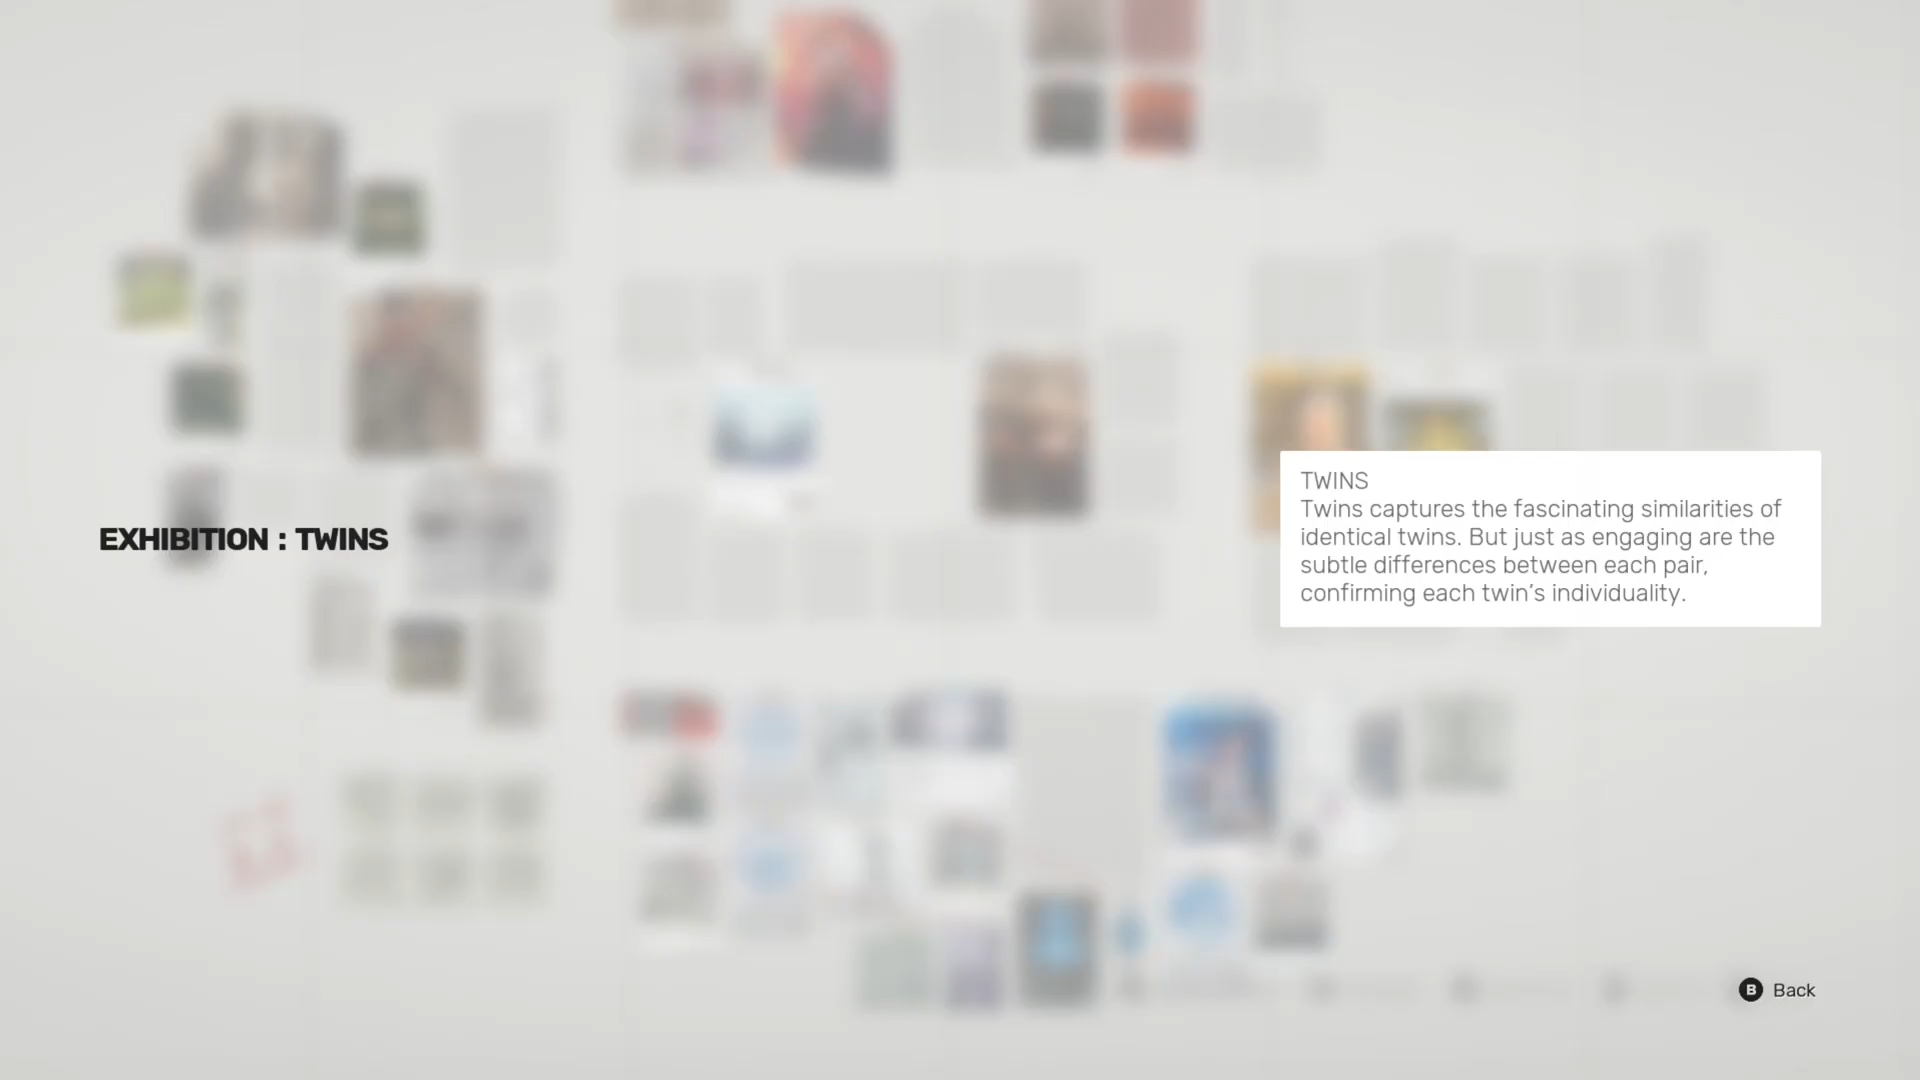 EXHIBITION : TWINS
TWINS
Twins captures the fascinating similarities of
identical twins. But just as engaging are the
subtle differences between each pair,
confirming each twin's individuality.
B Back